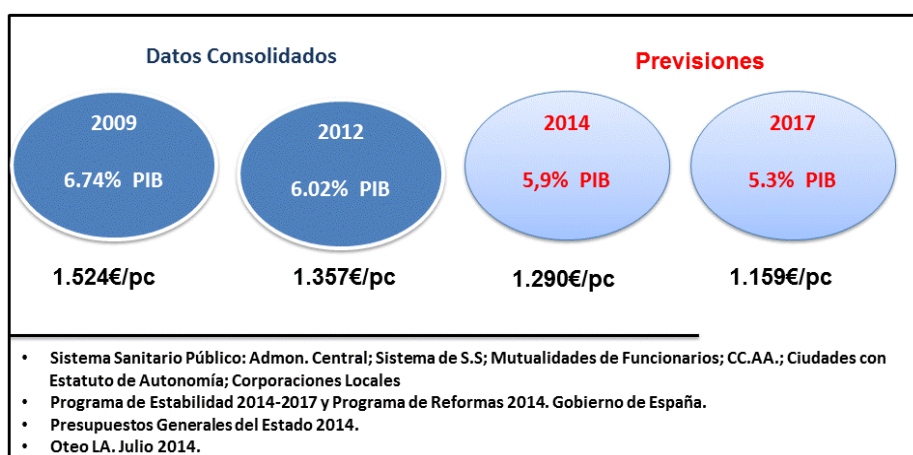 Datos Consolidados
Previsiones
2009
6.74% PIB
2012
6.02% PIB
2014
5,9% PIB
2017
5.3% PIB
1.524€/pc
1.357€/pc
1.290€/pc
1.159€/pc
• Sistema Sanitario Público: Admon. Central; Sistema de S.S; Mutualidades de Funcionarios; CC.AA.; Ciudades con
Estatuto de Autonomía; Corporaciones Locales
• Programa de Estabilidad 2014-2017 y Programa de Reformas 2014. Gobierno de España.
• Presupuestos Generales del Estado 2014.
• Oteo LA. Julio 2014.